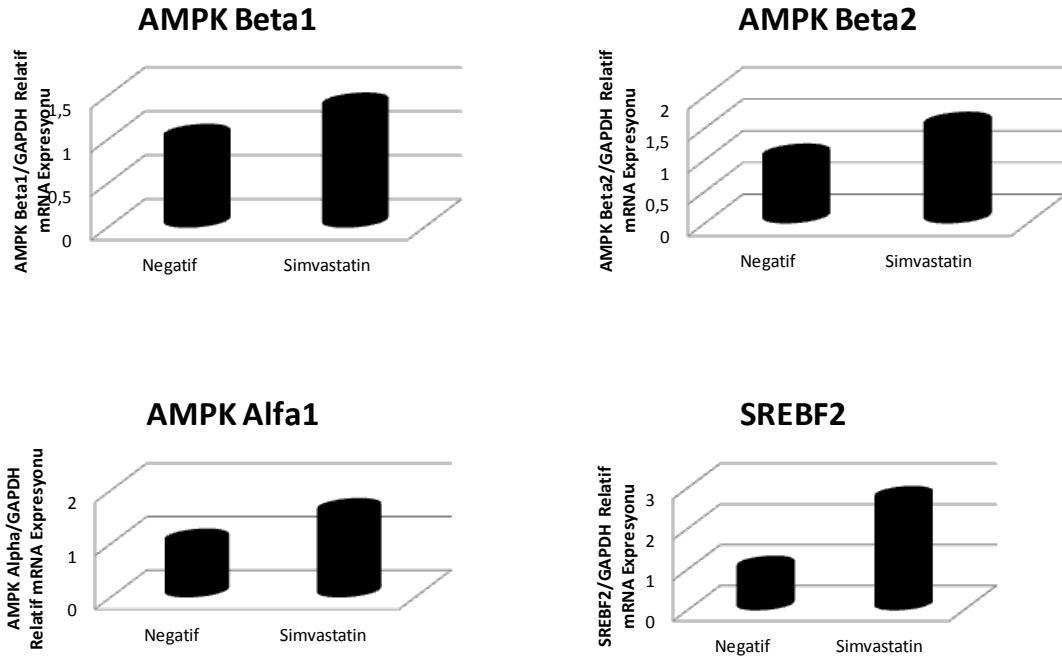 AMPK Beta1
AMPK Beta1/GAPDH Relatif
mRNA Expresyonu
1,5
1
0,5
0
Negatif
Simvastatin
AMPK Beta2
AMPK Beta2/GAPDH Relatif
mRNA Expresyonu
2
1,5
1
0,5
0
Negatif
Simvastatin
AMPK Alfa1
AMPK Alpha/GAPDH
Relatif mRNA Expresyonu
2
1
0
Negatif
Simvastatin
SREBF2
SREBF2/GAPDH Relatif
mRNA Expresyonu
3
2
1
0
Negatif
Simvastatin